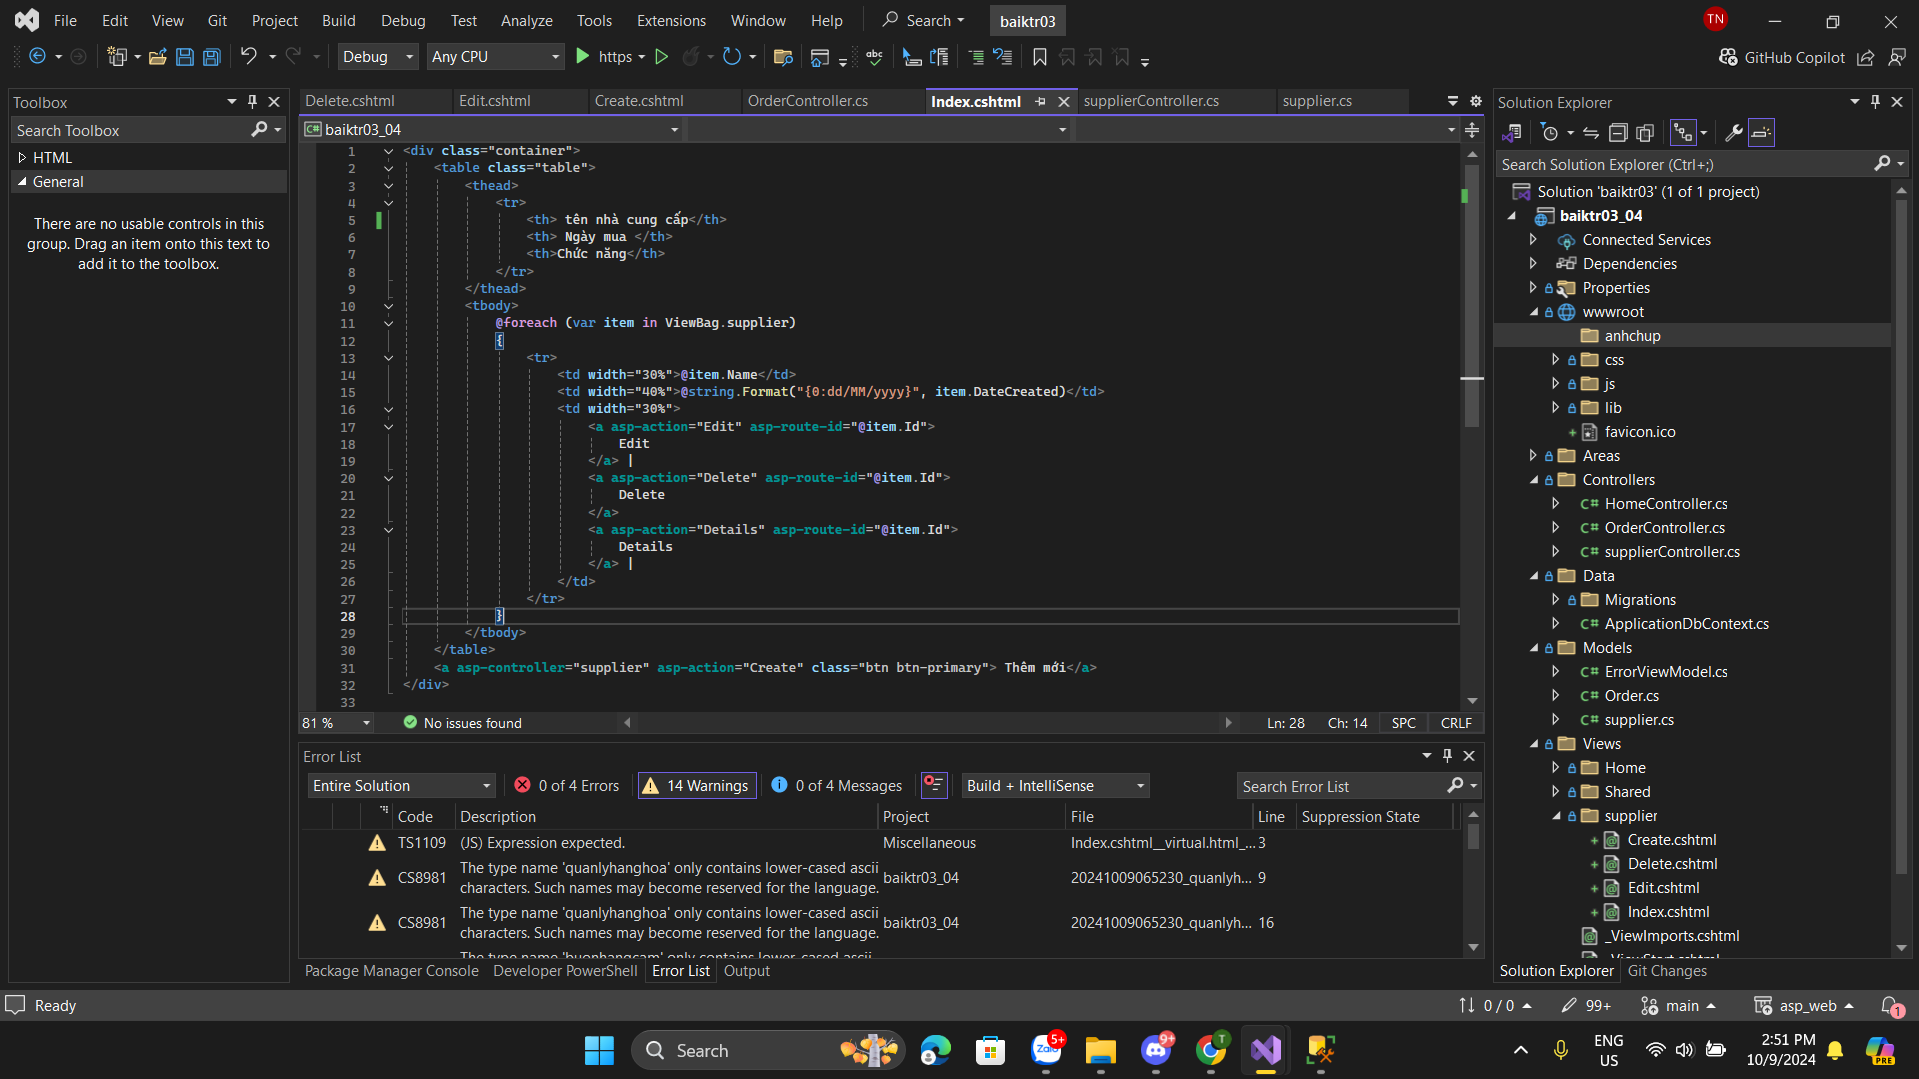 File Edit View Git Project Build Debug Test Analyze Tools Extensions Window Help Search baiktr03 TN
Debug Any CPU https GitHub Copilot
Toolbox
Search Toolbox
HTML
General
There are no usable controls in this
group. Drag an item onto this text to
add it to the toolbox.
Delete.cshtml Edit.cshtml Create.cshtml OrderController.cs Index.cshtml supplierController.cs supplier.cs
C# baiktr03_04
1 <div class="container">
2 <table class="table">
3 <thead>
4 <tr>
5 <th> tên nhà cung cấp</th>
6 <th> Ngày mua </th>
7 <th>Chức năng</th>
8 </tr>
9 </thead>
10 <tbody>
11 @foreach (var item in ViewBag.supplier)
12 {
13 <tr>
14 <td width="30%">@item.Name</td>
15 <td width="40%">@string.Format("{0:dd/MM/yyyy}", item.DateCreated)</td>
16 <td width="30%">
17 <a asp-action="Edit" asp-route-id="@item.Id">
18 Edit
19 </a> |
20 <a asp-action="Delete" asp-route-id="@item.Id">
21 Delete
22 </a>
23 <a asp-action="Details" asp-route-id="@item.Id">
24 Details
25 </a> |
26 </td>
27 </tr>
28 }
29 </tbody>
30 </table>
31 <a asp-controller="supplier" asp-action="Create" class="btn btn-primary"> Thêm mới</a>
32 </div>
33
81 % No issues found Ln: 28 Ch: 14 SPC CRLF
Error List
Entire Solution 0 of 4 Errors 14 Warnings 0 of 4 Messages Build + IntelliSense Search Error List
Code Description Project File Line Suppression State
TS1109 (JS) Expression expected. Miscellaneous Index.cshtml__virtual.html_... 3
CS8981 The type name 'quanlyhanghoa' only contains lower-cased ascii
characters. Such names may become reserved for the language. baiktr03_04 20241009065230_quanlyh... 9
CS8981 The type name 'quanlyhanghoa' only contains lower-cased ascii
characters. Such names may become reserved for the language. baiktr03_04 20241009065230_quanlyh... 16
Package Manager Console Developer PowerShell Error List Output
Solution Explorer
Search Solution Explorer (Ctrl+;)
Solution 'baiktr03' (1 of 1 project)
baiktr03_04
Connected Services
Dependencies
Properties
wwwroot
anhchup
css
js
lib
favicon.ico
Areas
Controllers
C# HomeController.cs
C# OrderController.cs
C# supplierController.cs
Data
Migrations
C# ApplicationDbContext.cs
Models
C# ErrorViewModel.cs
C# Order.cs
C# supplier.cs
Views
Home
Shared
supplier
Create.cshtml
Delete.cshtml
Edit.cshtml
Index.cshtml
_ViewImports.cshtml
Solution Explorer Git Changes
Ready 0 / 0 99+ main asp_web 1
Search Zalo 5+ 9+ T ENG
US 2:51 PM
10/9/2024 PRE